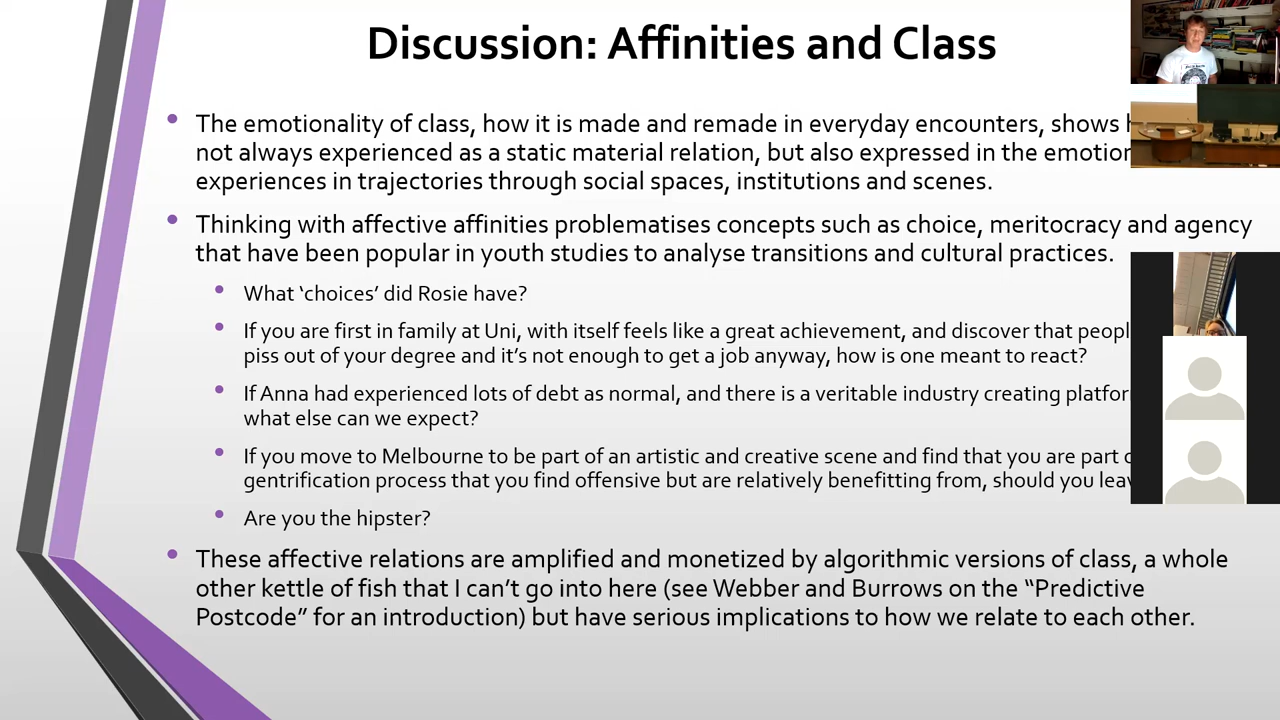 Discussion: Affinities and Class
• The emotionality of class, how it is made and remade in everyday encounters, shows
not always experienced as a static material relation, but also expressed in the
experiences in trajectories through social spaces, institutions and scenes.
• Thinking with affective affinities problematises concepts such as choice, meritocracy and agency
that have been popular in youth studies to analyse transitions and cultural practices.
• What ‘choices’ did Rosie have?
• If you are first in family at Uni, with itself feels like a great achievement, and discover that
piss out of your degree and it’s not enough to get a job anyway, how is one meant to react?
• If Anna had experienced lots of debt as normal, and there is a veritable industry creating
what else can we expect?
• If you move to Melbourne to be part of an artistic and creative scene and find that you are part
gentrification process that you find offensive but are relatively benefitting from, should you
• Are you the hipster?
• These affective relations are amplified and monetized by algorithmic versions of class, a whole
other kettle of fish that I can’t go into here (see Webber and Burrows on the “Predictive
Postcode” for an introduction) but have serious implications to how we relate to each other.